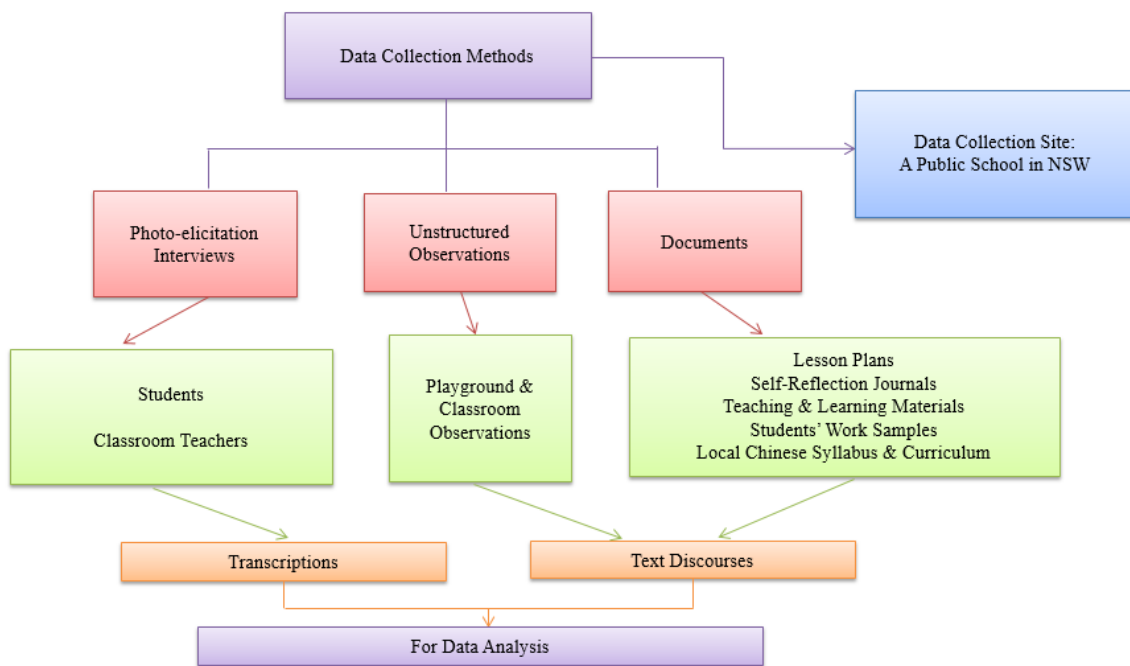 Data Collection Methods
Data Collection Site:
A Public School in NSW
Photo-elicitation
Interviews
Unstructured
Observations
Documents
Students
Classroom Teachers
Playground &
Classroom
Observations
Lesson Plans
Self-Reflection Journals
Teaching & Learning Materials
Students’ Work Samples
Local Chinese Syllabus & Curriculum
Transcriptions
Text Discourses
For Data Analysis